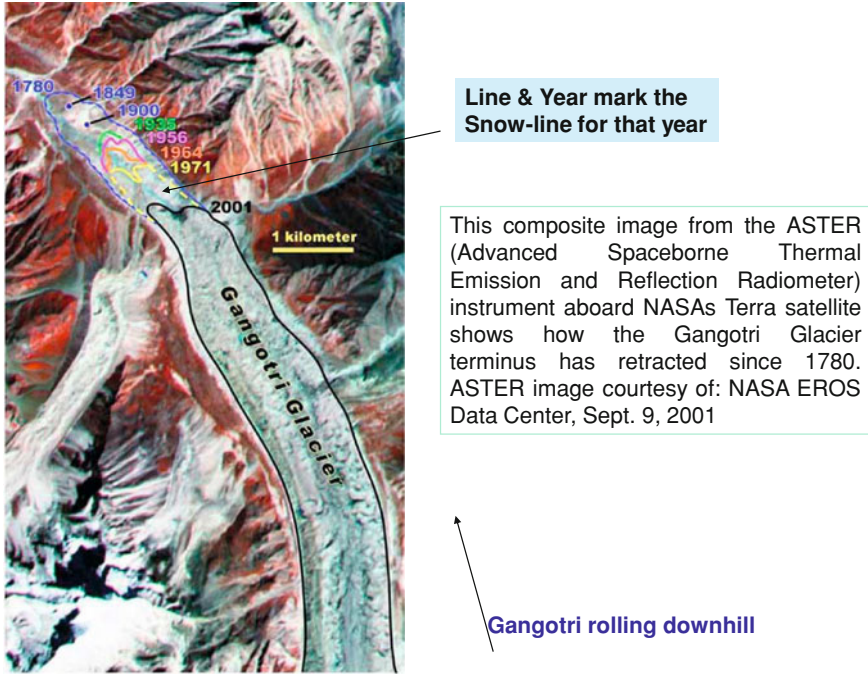 1780
1849
1900
1935
1956
1964
1971
2001
1 kilometer
Gangotri Glacier
Line & Year mark the
Snow-line for that year
This composite image from the ASTER
(Advanced Spaceborne Thermal
Emission and Reflection Radiometer)
instrument aboard NASAs Terra satellite
shows how the Gangotri Glacier
terminus has retracted since 1780.
ASTER image courtesy of: NASA EROS
Data Center, Sept. 9, 2001
Gangotri rolling downhill